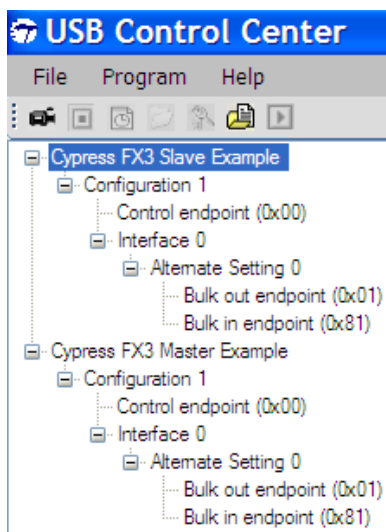 USB Control Center
File Program Help
Cypress FX3 Slave Example
Configuration 1
Control endpoint (0x00)
Interface 0
Alternate Setting 0
Bulk out endpoint (0x01)
Bulk in endpoint (0x81)
Cypress FX3 Master Example
Configuration 1
Control endpoint (0x00)
Interface 0
Alternate Setting 0
Bulk out endpoint (0x01)
Bulk in endpoint (0x81)